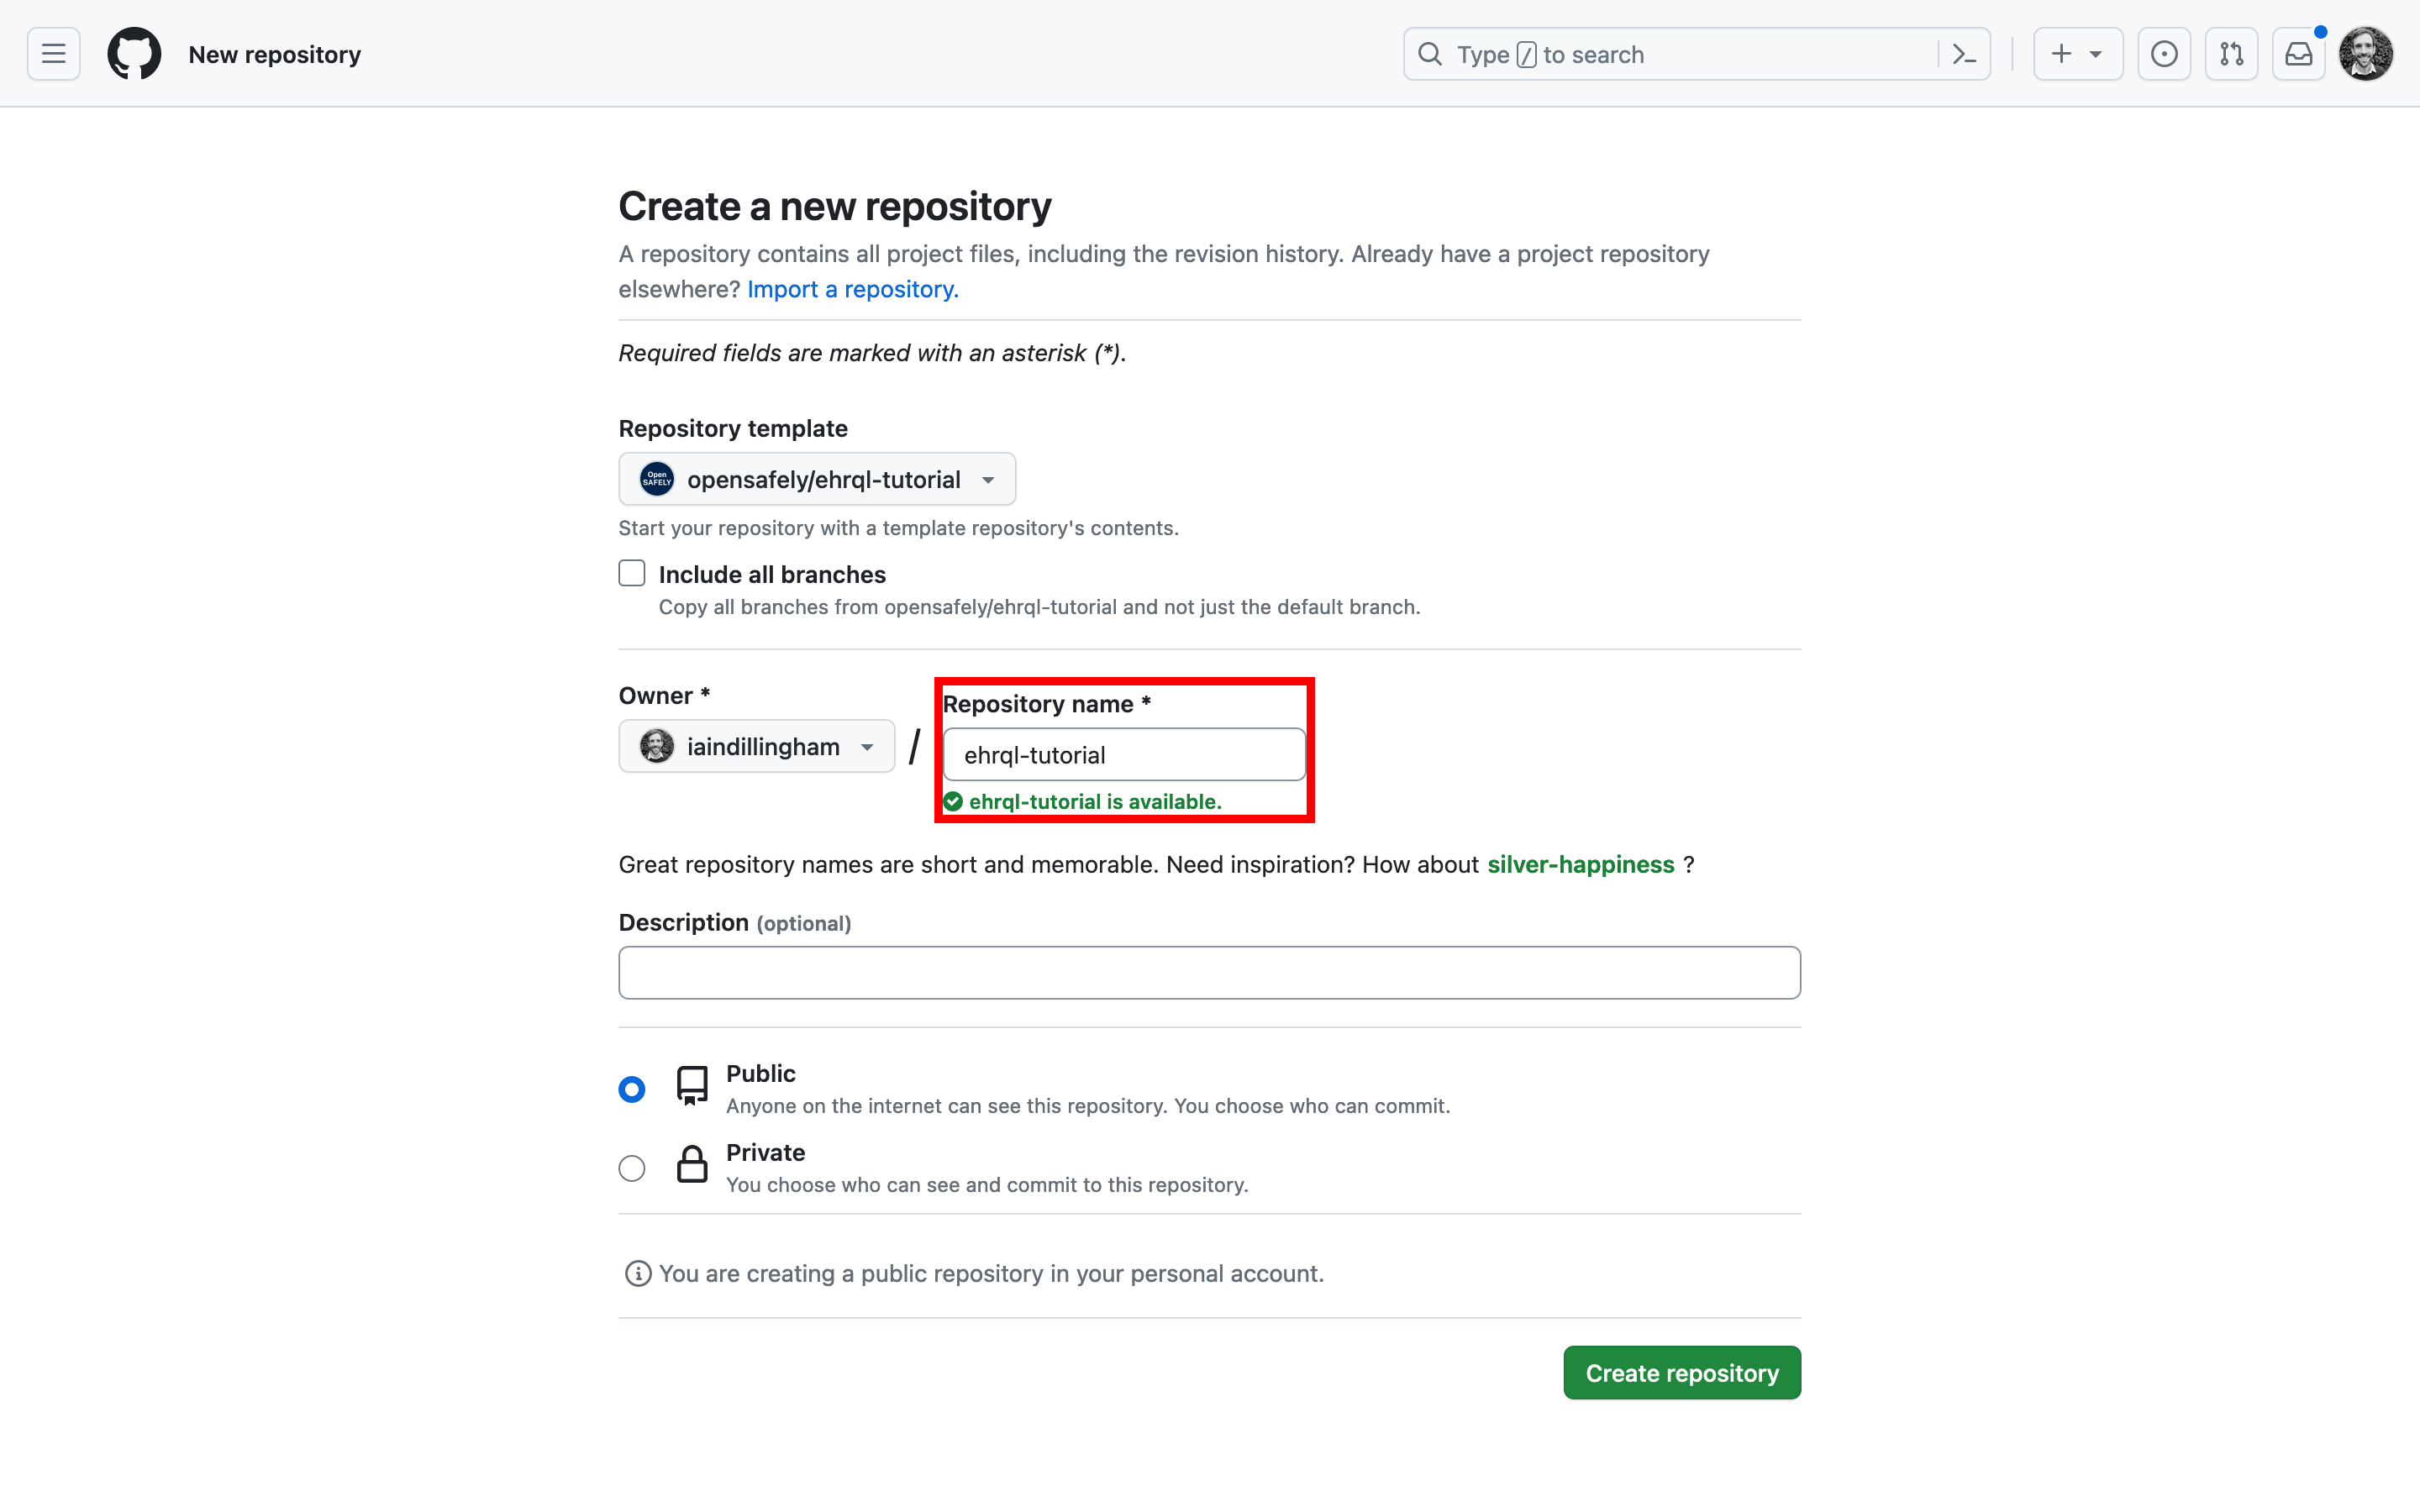 New repository
Type / to search
Create a new repository
A repository contains all project files, including the revision history. Already have a project repository
elsewhere? Import a repository.
Required fields are marked with an asterisk (*).
Repository template
Open
SAFELY
opensafely/ehrql-tutorial
Start your repository with a template repository's contents.
Include all branches
Copy all branches from opensafely/ehrql-tutorial and not just the default branch.
Owner *
Repository name *
iaindillingham
/
ehrql-tutorial
ehrql-tutorial is available.
Great repository names are short and memorable. Need inspiration? How about silver-happiness ?
Description (optional)
Public
Anyone on the internet can see this repository. You choose who can commit.
Private
You choose who can see and commit to this repository.
You are creating a public repository in your personal account.
Create repository